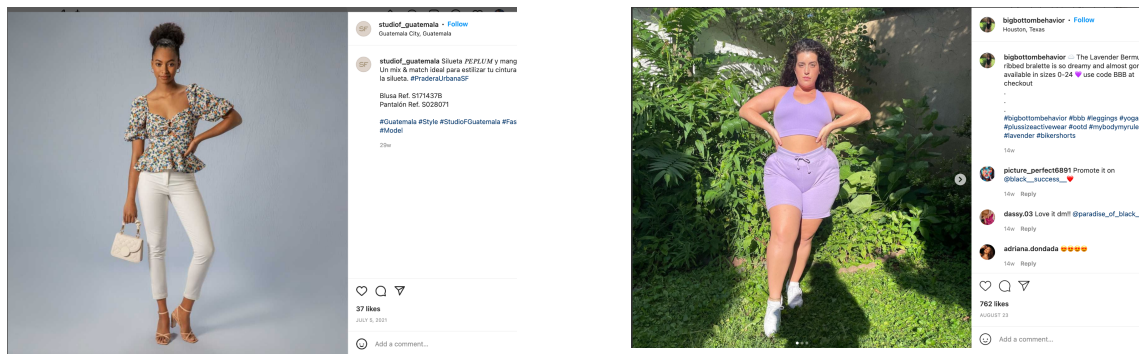 SF
studiof_guatemala • Follow
Guatemala City, Guatemala
SF
studiof_guatemala Silueta PEPLUM y mang
Un mix & match ideal para estilizar tu cintura
la silueta. #PraderaUrbanaSF
Blusa Ref. S171437B
Pantalón Ref. S028071
#Guatemala #Style #StudioFGuatemala #Fas
#Model
29w
37 likes
JULY 5, 2021
Add a comment...
bigbottombehavior • Follow
Houston, Texas
bigbottombehavior The Lavender Bermu
ribbed bralette is so dreamy and almost gor
available in sizes 0-24 💜 use code BBB at
checkout
.
.
.
#bigbottombehavior #bbb #leggings #yoga
#plussizeactivewear #ootd #mybodymyrule
#lavender #bikershorts
14w
picture_perfect6891 Promote it on
@black__success__❤️
14w Reply
dassy.03 Love it dm!! @paradise_of_black_
14w Reply
adriana.dondada 😍😍😍😍
14w Reply
762 likes
AUGUST 23
Add a comment...